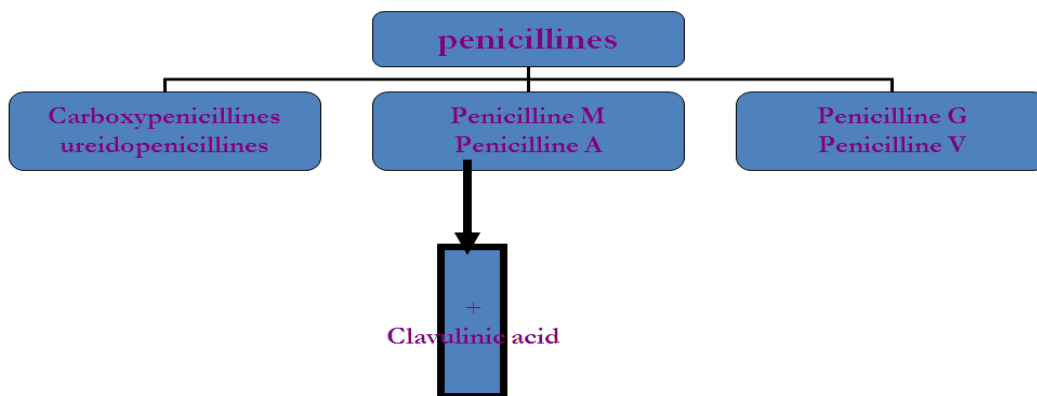 penicillines
Carboxypenicillines
ureidopenicillines
Penicilline M
Penicilline A
Penicilline G
Penicilline V
+
Clavulinic acid